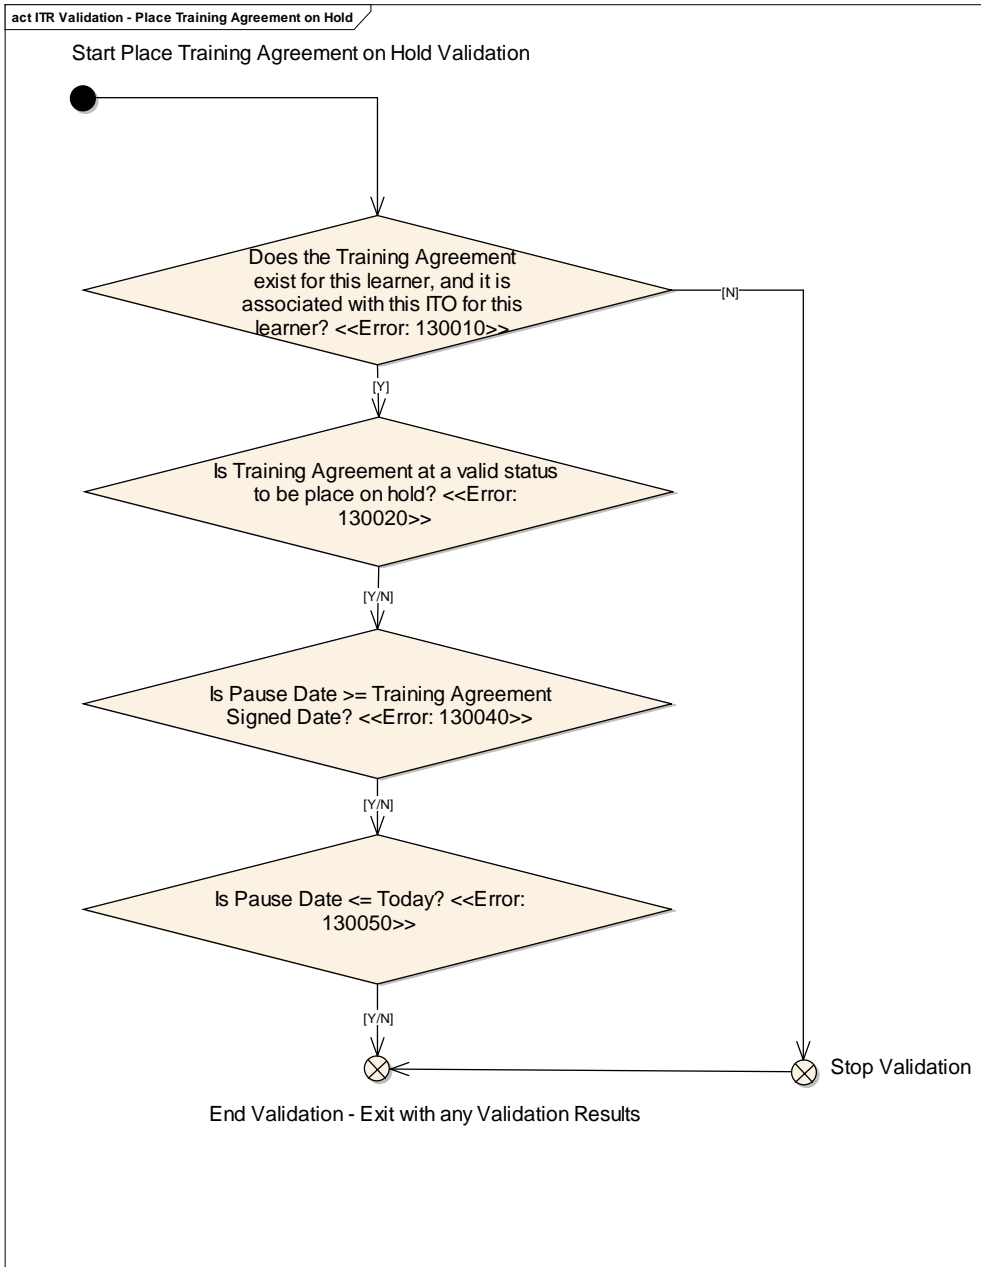 act ITR Validation - Place Training Agreement on Hold
Start Place Training Agreement on Hold Validation
Does the Training Agreement
exist for this learner, and it is
associated with this ITO for this
learner? <<Error: 130010>>
[N]
[Y]
Is Training Agreement at a valid status
to be place on hold? <<Error:
130020>>
[Y/N]
Is Pause Date >= Training Agreement
Signed Date? <<Error: 130040>>
[Y/N]
Is Pause Date <= Today? <<Error:
130050>>
[Y/N]
Stop Validation
End Validation - Exit with any Validation Results